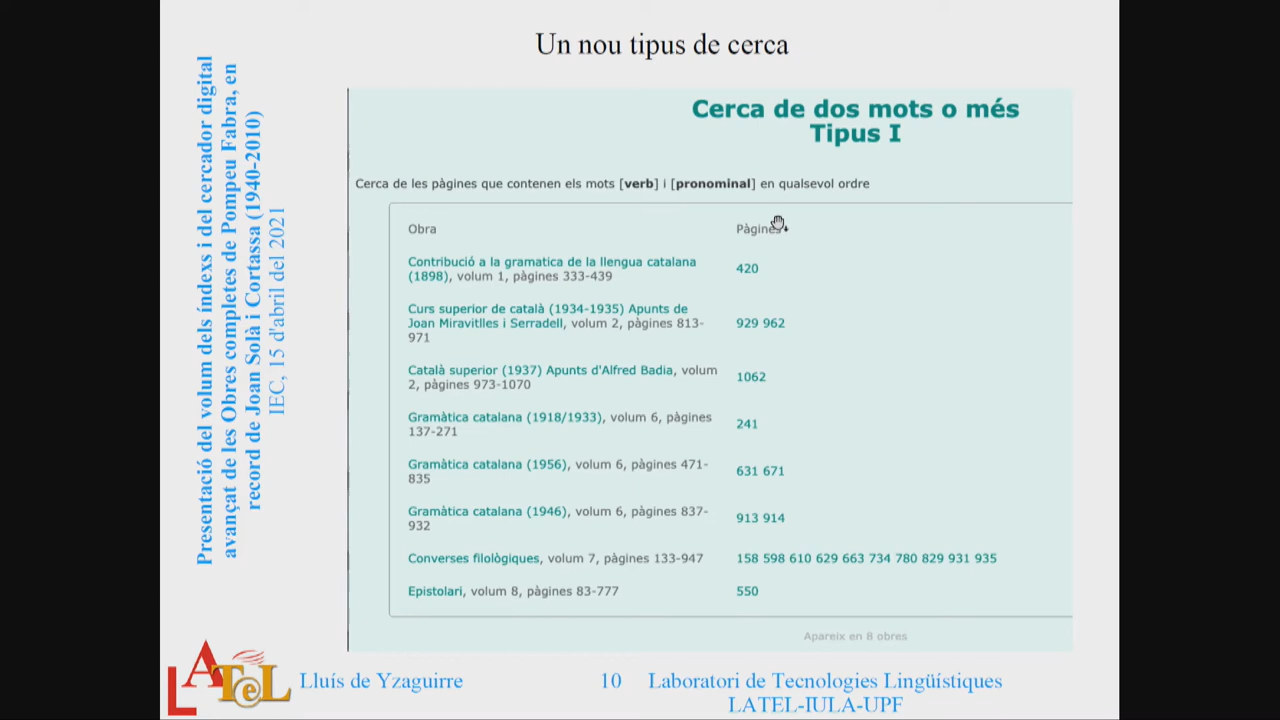 Un nou tipus de cerca
Presentació del volum dels índexs i del cercador digital
avançat de les Obres completes de Pompeu Fabra, en
record de Joan Solà i Cortassa (1940-2010)
IEC, 15 d'abril del 2021
Cerca de dos mots o més
Tipus I
Cerca de les pàgines que contenen els mots [verb] i [pronominal] en qualsevol ordre
Obra
Pàgines
Contribució a la gramatica de la llengua catalana
(1898), volum 1, pàgines 333-439
420
Curs superior de català (1934-1935) Apunts de
Joan Miravitlles i Serradell, volum 2, pàgines 813-
971
929 962
Català superior (1937) Apunts d'Alfred Badia, volum
2, pàgines 973-1070
1062
Gramàtica catalana (1918/1933), volum 6, pàgines
137-271
241
Gramàtica catalana (1956), volum 6, pàgines 471-
835
631 671
Gramàtica catalana (1946), volum 6, pàgines 837-
932
913 914
Converses filològiques, volum 7, pàgines 133-947
158 598 610 629 663 734 780 829 931 935
Epistolari, volum 8, pàgines 83-777
550
Apareix en 8 obres
LATeL
Lluís de Yzaguirre
10
Laboratori de Tecnologies Lingüístiques
LATEL-IULA-UPF